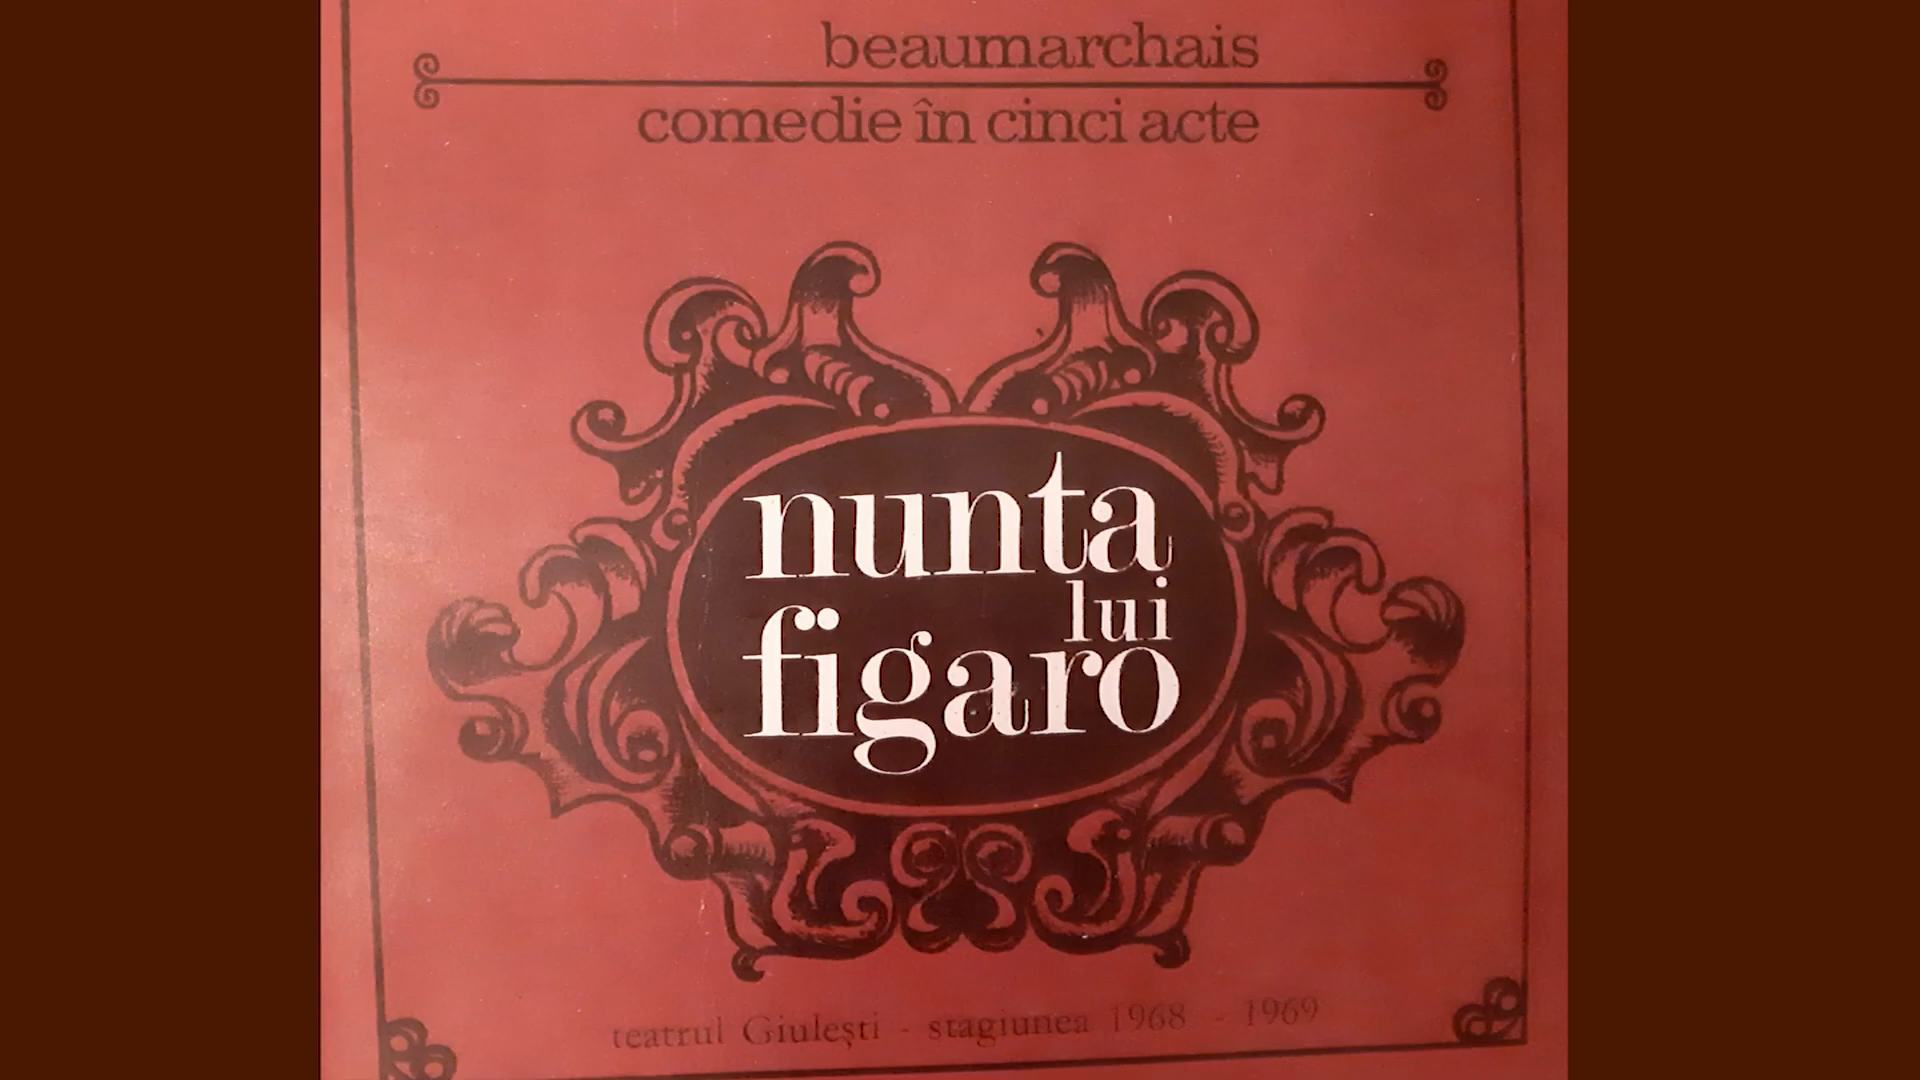 beaumarchais
comedie în cinci acte
nunta
lui
figaro
teatrul Giulești - stagiunea 1968 - 1969